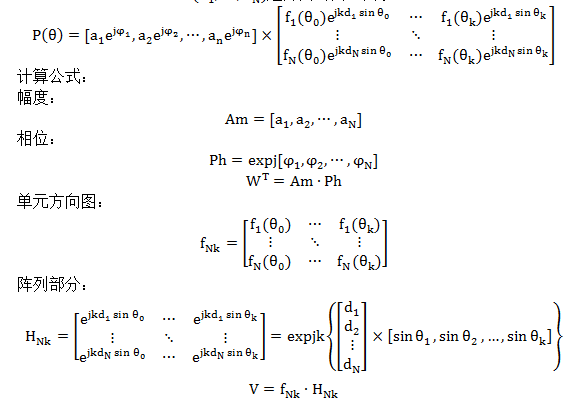 P(θ) = [a₁e^{jφ₁}, a₂e^{jφ₂}, ⋯, aₙe^{jφₙ}] × [f₁(θ₀)e^{jkd₁ sin θ₀} ⋯ f₁(θₖ)e^{jkd₁ sin θₖ} ⋮ ⋱ ⋮ f_N(θ₀)e^{jkd_N sin θ₀} ⋯ f_N(θₖ)e^{jkd_N sin θₖ}]
计算公式:
幅度:
Am = [a₁, a₂, ⋯, a_N]
相位:
Ph = expj[φ₁, φ₂, ⋯, φ_N]
W^T = Am · Ph
单元方向图:
f_{Nk} = [f₁(θ₀) ⋯ f₁(θₖ) ⋮ ⋱ ⋮ f_N(θ₀) ⋯ f_N(θₖ)]
阵列部分:
H_{Nk} = [e^{jkd₁ sin θ₀} ⋯ e^{jkd₁ sin θₖ} ⋮ ⋱ ⋮ e^{jkd_N sin θ₀} ⋯ e^{jkd_N sin θₖ}] = expjk{[d₁ d₂ ⋮ d_N] × [sin θ₁, sin θ₂, …, sin θₖ]}
V = f_{Nk} · H_{Nk}